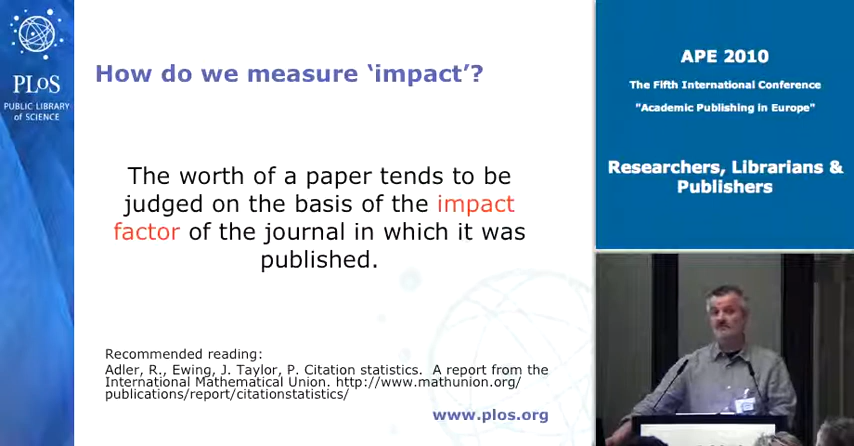 PLoS
PUBLIC LIBRARY
of SCIENCE
How do we measure ‘impact’?
The worth of a paper tends to be
judged on the basis of the impact
factor of the journal in which it was
published.
Recommended reading:
Adler, R., Ewing, J. Taylor, P. Citation statistics.  A report from the
International Mathematical Union. http://www.mathunion.org/
publications/report/citationstatistics/
www.plos.org
APE 2010
The Fifth International Conference
"Academic Publishing in Europe"
Researchers, Librarians &
Publishers